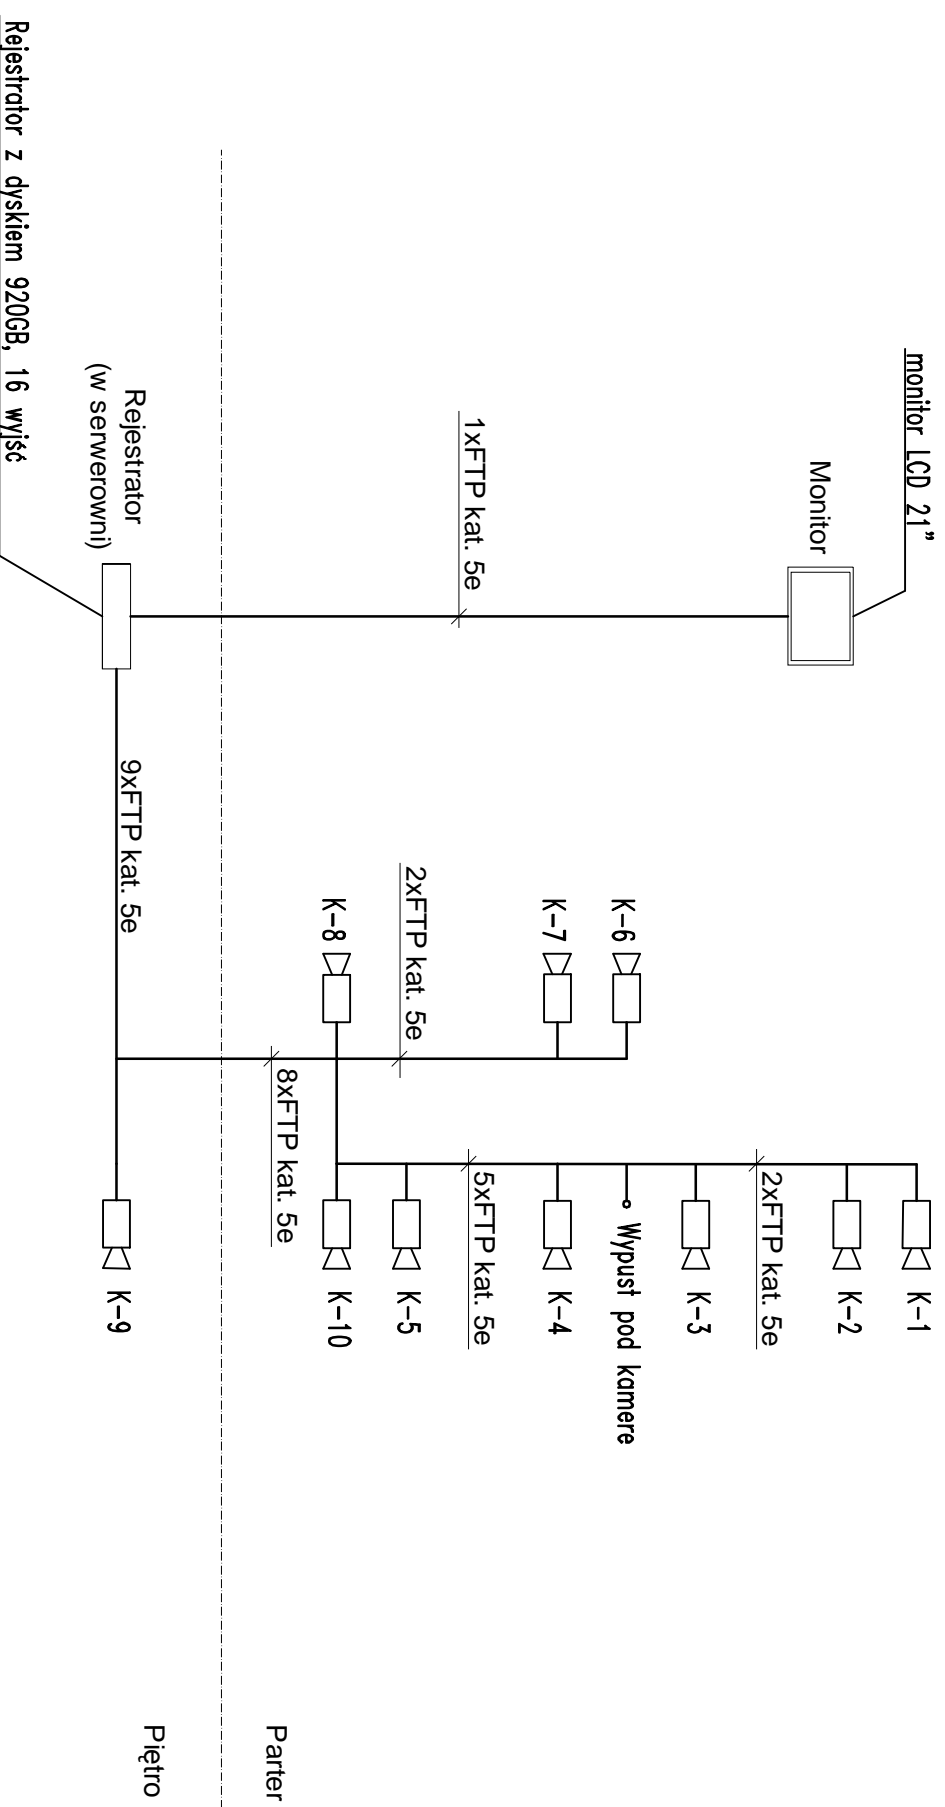 Rejestrator z dyskiem 920GB, 16 wyjść
Rejestrator
(w serwerowni)
9xFTP kat. 5e
K-9
Piętro
Parter
1xFTP kat. 5e
monitor LCD 21"
Monitor
K-8
2xFTP kat. 5e
K-7
K-6
8xFTP kat. 5e
K-10
K-5
5xFTP kat. 5e
K-4
Wypust pod kamere
K-3
2xFTP kat. 5e
K-2
K-1